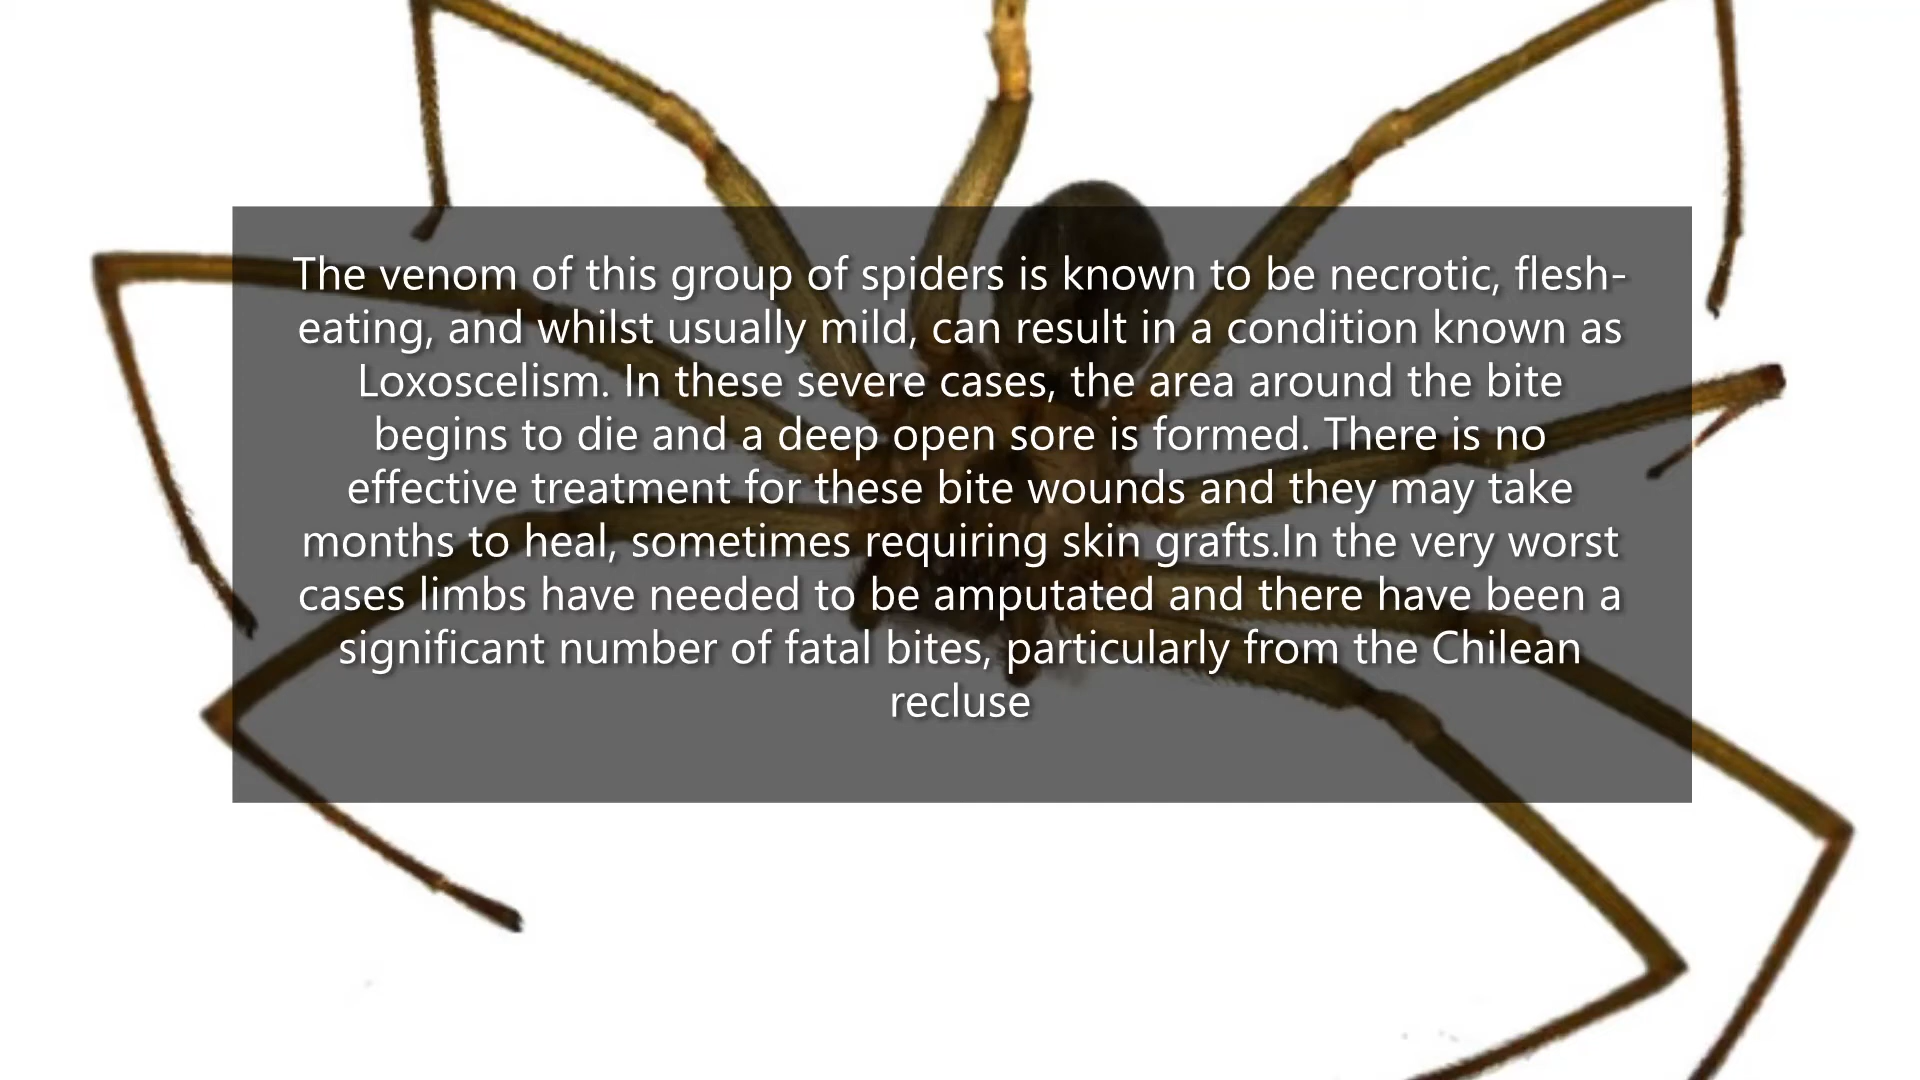 The venom of this group of spiders is known to be necrotic, flesh-
eating, and whilst usually mild, can result in a condition known as
Loxoscelism. In these severe cases, the area around the bite
begins to die and a deep open sore is formed. There is no
effective treatment for these bite wounds and they may take
months to heal, sometimes requiring skin grafts.In the very worst
cases limbs have needed to be amputated and there have been a
significant number of fatal bites, particularly from the Chilean
recluse